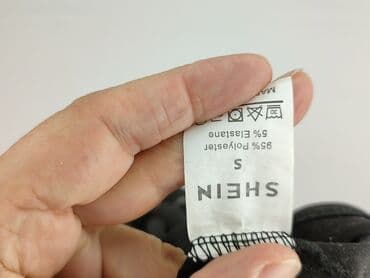 SHEIN
S
95% Polyester
5% Elastane